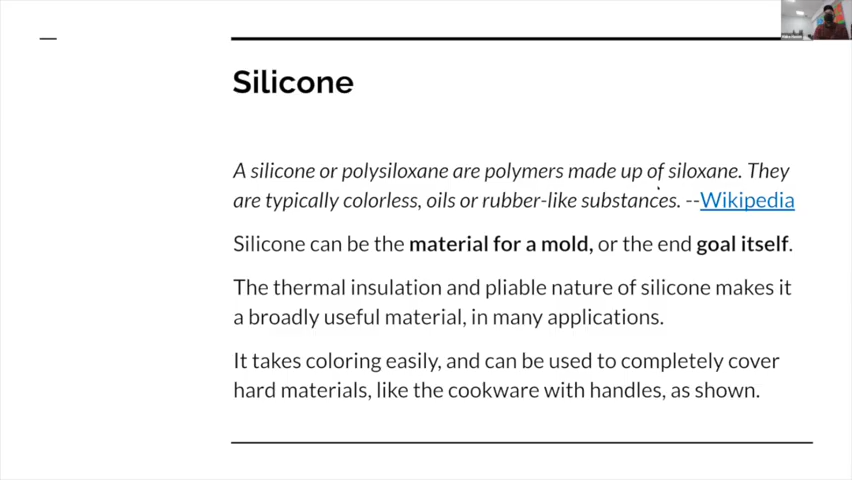 Silicone
A silicone or polysiloxane are polymers made up of siloxane. They
are typically colorless, oils or rubber-like substances. --Wikipedia
Silicone can be the material for a mold, or the end goal itself.
The thermal insulation and pliable nature of silicone makes it
a broadly useful material, in many applications.
It takes coloring easily, and can be used to completely cover
hard materials, like the cookware with handles, as shown.